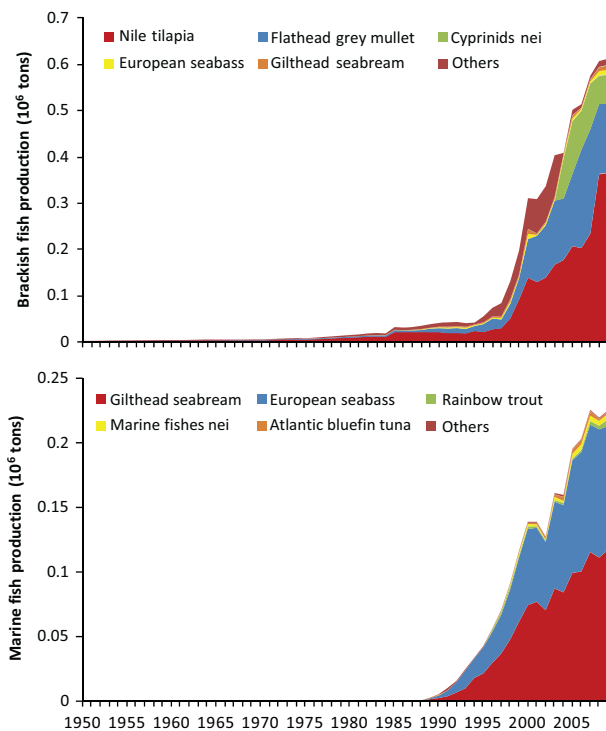 Nile tilapia Flathead grey mullet Cyprinids nei
European seabass Gilthead seabream Others
Brackish fish production (10⁶ tons)
0.7
0.6
0.5
0.4
0.3
0.2
0.1
0
Gilthead seabream European seabass Rainbow trout
Marine fishes nei Atlantic bluefin tuna Others
Marine fish production (10⁶ tons)
0.25
0.2
0.15
0.1
0.05
0
1950 1955 1960 1965 1970 1975 1980 1985 1990 1995 2000 2005